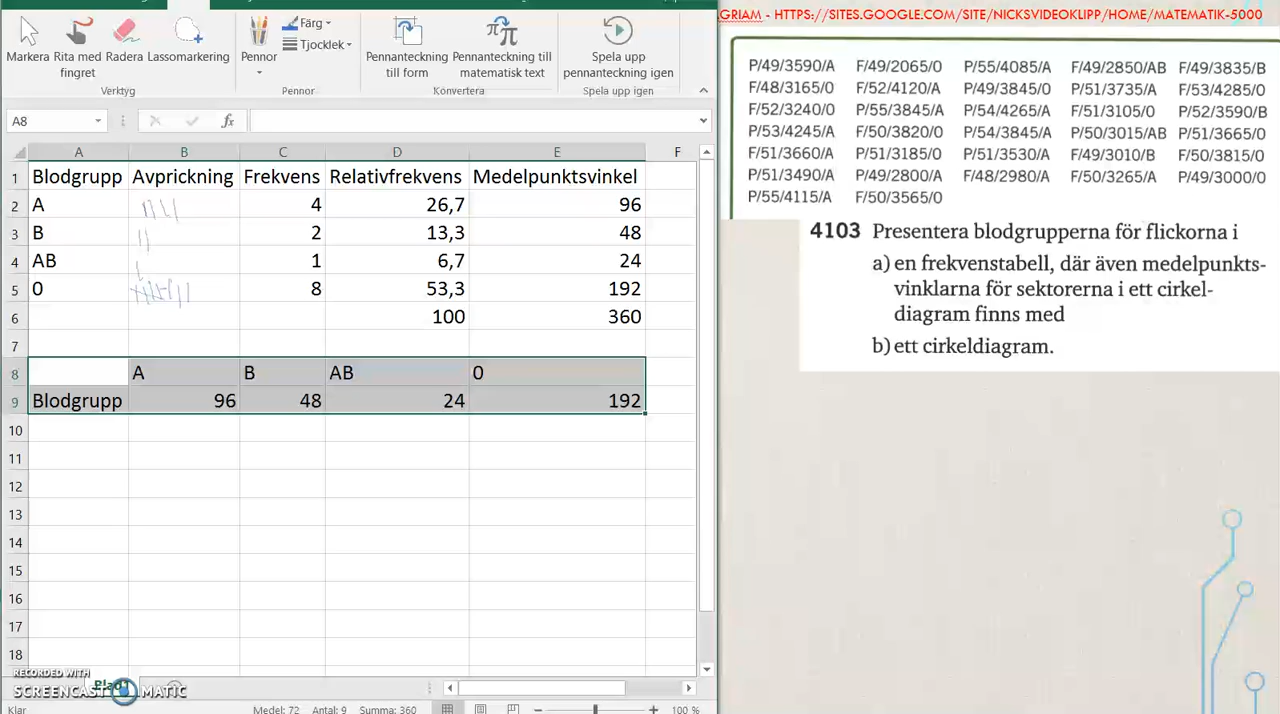 Markera Rita med fingret Radera Lassomarkering Pennor Färg Tjocklek Pennanteckning till form Pennanteckning till matematisk text Spela upp pennanteckning igen
Verktyg Pennor Konvertera Spela upp igen
A8 fx
A B C D E F
1 Blodgrupp Avprickning Frekvens Relativfrekvens Medelpunktsvinkel
2 A 4 26,7 96
3 B 2 13,3 48
4 AB 1 6,7 24
5 0 8 53,3 192
6 100 360
7
8 A B AB 0
9 Blodgrupp 96 48 24 192
10
11
12
13
14
15
16
17
18
RECORDED WITH
SCREENCAST-O-MATIC
Blad1
Klar Medel: 72 Antal: 9 Summa: 360 100 %
AGRIAM - HTTPS://SITES.GOOGLE.COM/SITE/NICKSVIDEOKLIPP/HOME/MATEMATIK-5000
P/49/3590/A F/49/2065/0 P/55/4085/A F/49/2850/AB F/49/3835/B
F/48/3165/0 F/52/4120/A P/49/3845/0 P/51/3735/A F/53/4285/0
F/52/3240/0 P/55/3845/A P/54/4265/A F/51/3105/0 P/52/3590/B
P/53/4245/A F/50/3820/0 P/54/3845/A P/50/3015/AB P/51/3665/0
F/51/3660/A P/51/3185/0 P/51/3530/A F/49/3010/B F/50/3815/0
P/51/3490/A P/49/2800/A F/48/2980/A F/50/3265/A P/49/3000/0
P/55/4115/A F/50/3565/0
4103 Presentera blodgrupperna för flickorna i
a) en frekvenstabell, där även medelpunkts-
vinklarna för sektorerna i ett cirkel-
diagram finns med
b) ett cirkeldiagram.